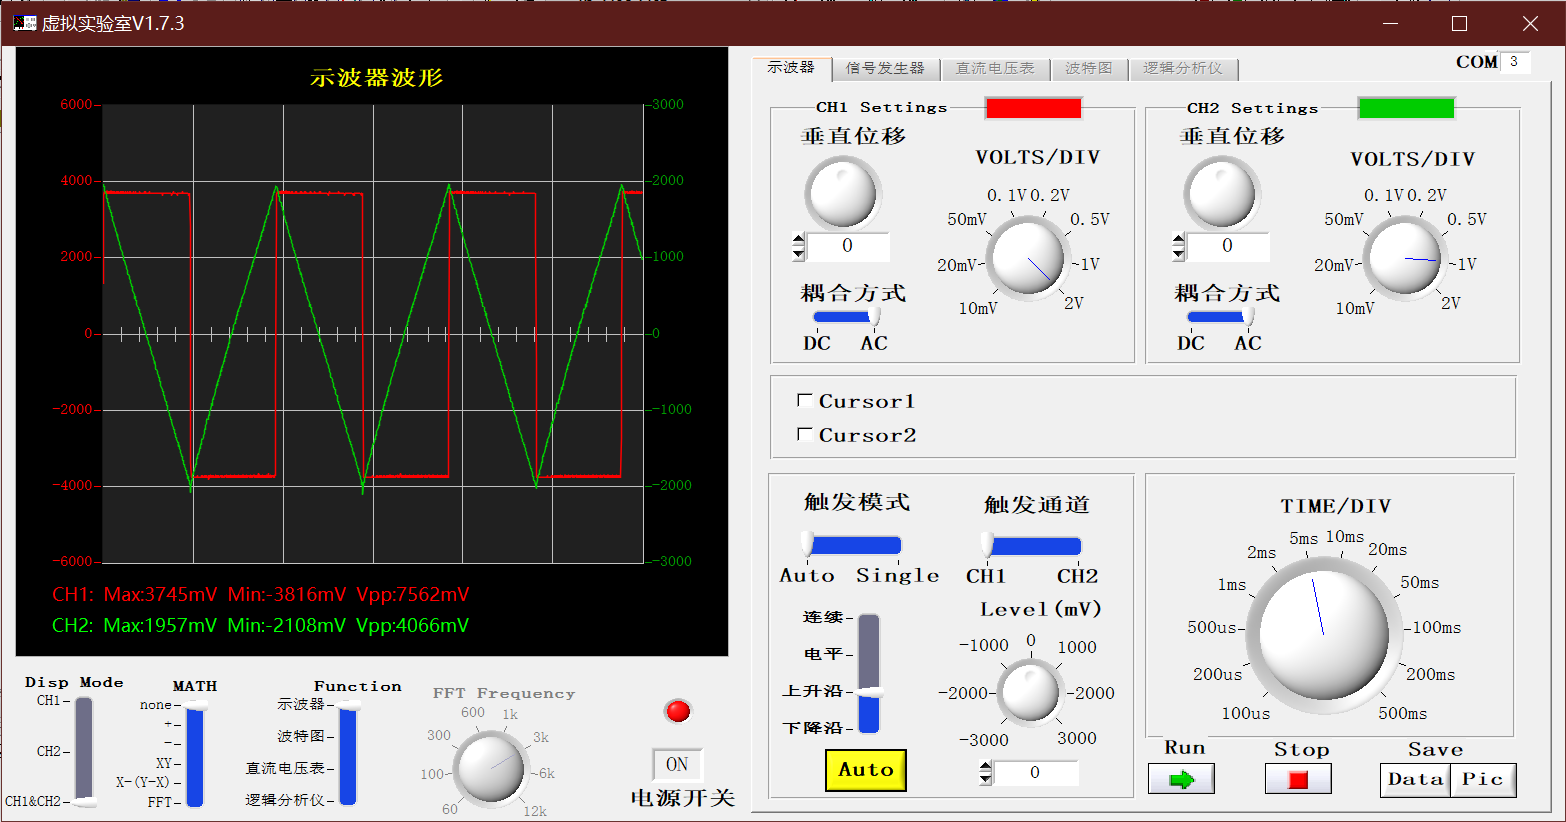 虚拟实验室V1.7.3
示波器波形
6000
4000
2000
0
-2000
-4000
-6000
3000
2000
1000
0
-1000
-2000
-3000
CH1: Max:3745mV Min:-3816mV Vpp:7562mV
CH2: Max:1957mV Min:-2108mV Vpp:4066mV
Disp Mode
CH1
CH2
CH1&CH2
MATH
none
+
-
XY
X-(Y-X)
FFT
Function
示波器
波特图
直流电压表
逻辑分析仪
FFT Frequency
600 1k
300 3k
100 6k
60 12k
ON
电源开关
示波器 信号发生器 直流电压表 波特图 逻辑分析仪
COM 3
CH1 Settings
垂直位移
0
耦合方式
DC AC
VOLTS/DIV
0.1V 0.2V
50mV 0.5V
20mV 1V
10mV 2V
CH2 Settings
垂直位移
0
耦合方式
DC AC
VOLTS/DIV
0.1V 0.2V
50mV 0.5V
20mV 1V
10mV 2V
Cursor1
Cursor2
触发模式
Auto Single
触发通道
CH1 CH2
连续
电平
上升沿
下降沿
Auto
Level(mV)
0
-1000 1000
-2000 2000
-3000 3000
0
TIME/DIV
5ms 10ms
2ms 20ms
1ms 50ms
500us 100ms
200us 200ms
100us 500ms
Run Stop Save
Data Pic